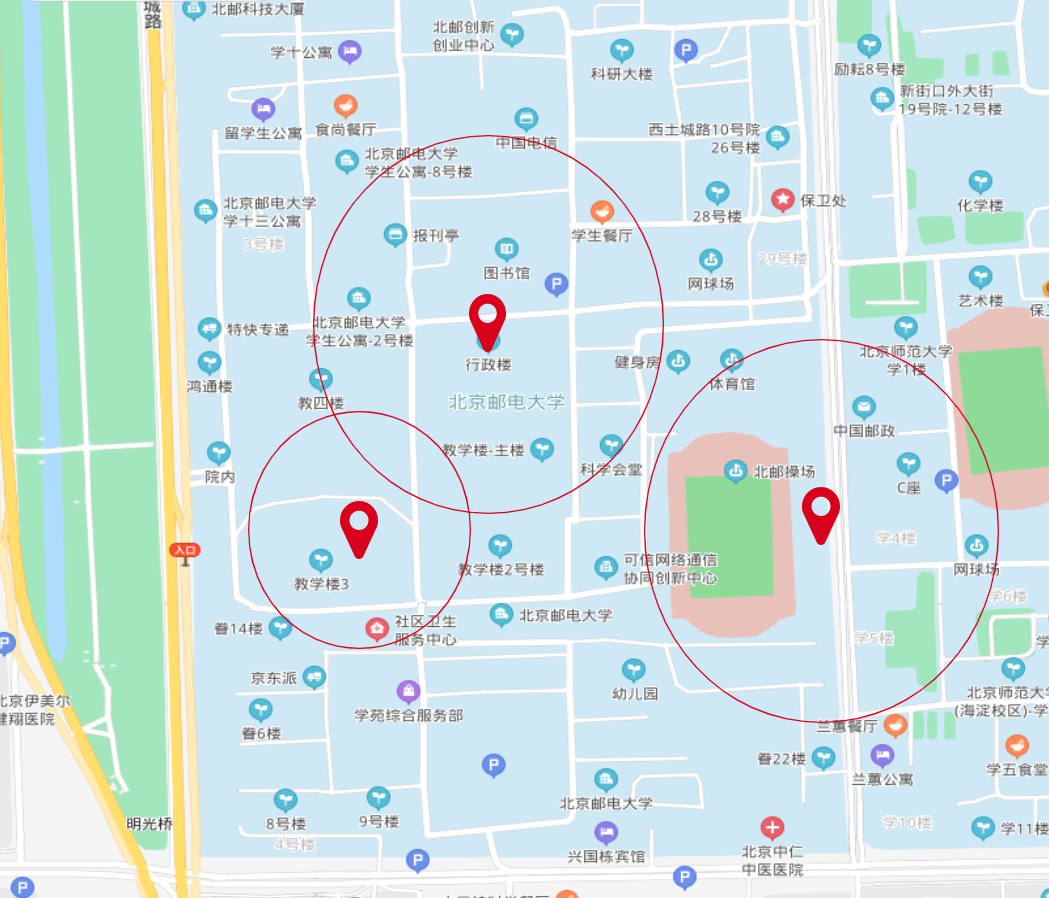 城
路
北邮科技大厦
北邮创新
创业中心
学十公寓
科研大楼
P
励耘8号楼
新街口外大街
19号院-12号楼
留学生公寓
食尚餐厅
中国电信
西土城路10号院
26号楼
北京邮电大学
学生公寓-8号楼
28号楼
保卫处
化学楼
北京邮电大学
学十三公寓
3号楼
报刊亭
学生餐厅
图书馆
P
网球场
29号楼
艺术楼
保卫
特快专递
北京邮电大学
学生公寓-2号楼
行政楼
健身房
体育馆
北京师范大学
学1楼
鸿通楼
教四楼
北京邮电大学
中国邮政
教学楼-主楼
科学会堂
北邮操场
C座
P
院内
学4楼
入口
教学楼3
教学楼2号楼
可信网络通信
协同创新中心
网球场
学6楼
眷14楼
社区卫生
服务中心
北京邮电大学
学5楼
学
P
京东派
幼儿园
北京师范大学
(海淀校区)-学
北京伊美尔
健翔医院
学苑综合服务部
眷6楼
兰蕙餐厅
P
眷22楼
兰蕙公寓
学五食堂
8号楼
9号楼
北京邮电大学
明光桥
4号楼
学10楼
学11楼
兴国栋宾馆
北京中仁
中医医院
P
P
P